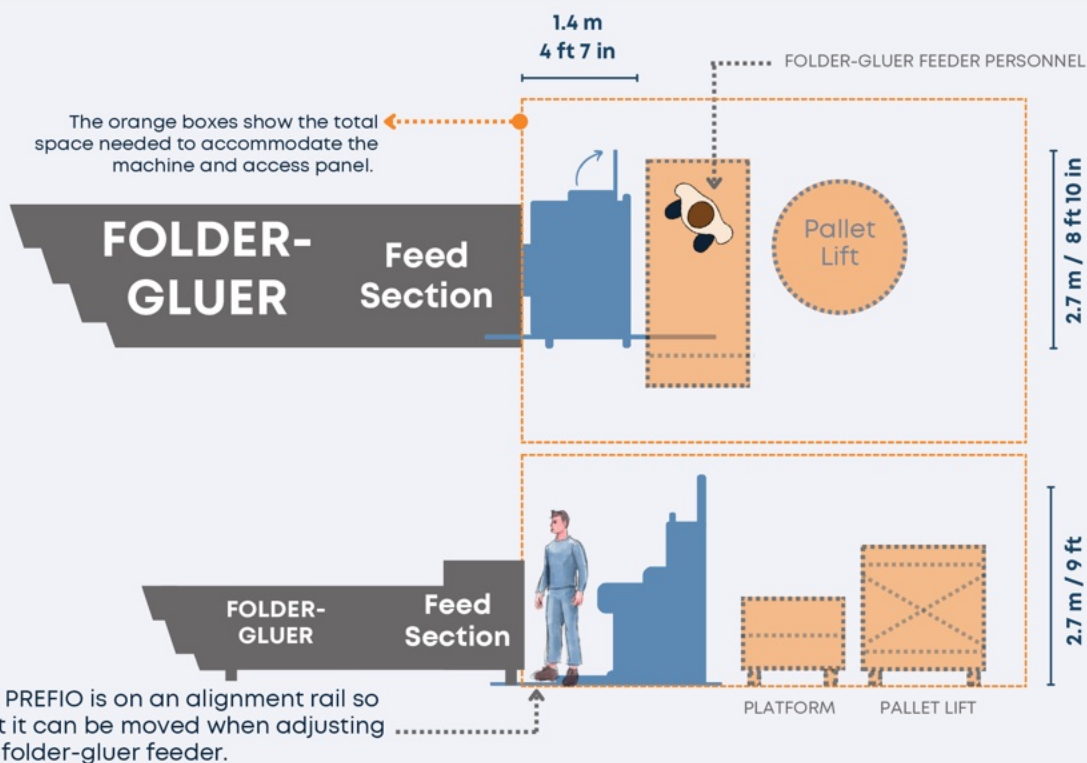 1.4 m
4 ft 7 in
FOLDER-GLUER FEEDER PERSONNEL
The orange boxes show the total
space needed to accommodate the
machine and access panel.
FOLDER-
GLUER
Feed
Section
Pallet
Lift
2.7 m / 8 ft 10 in
FOLDER-
GLUER
Feed
Section
2.7 m / 9 ft
PREFIO is on an alignment rail so
t it can be moved when adjusting
folder-gluer feeder.
PLATFORM
PALLET LIFT